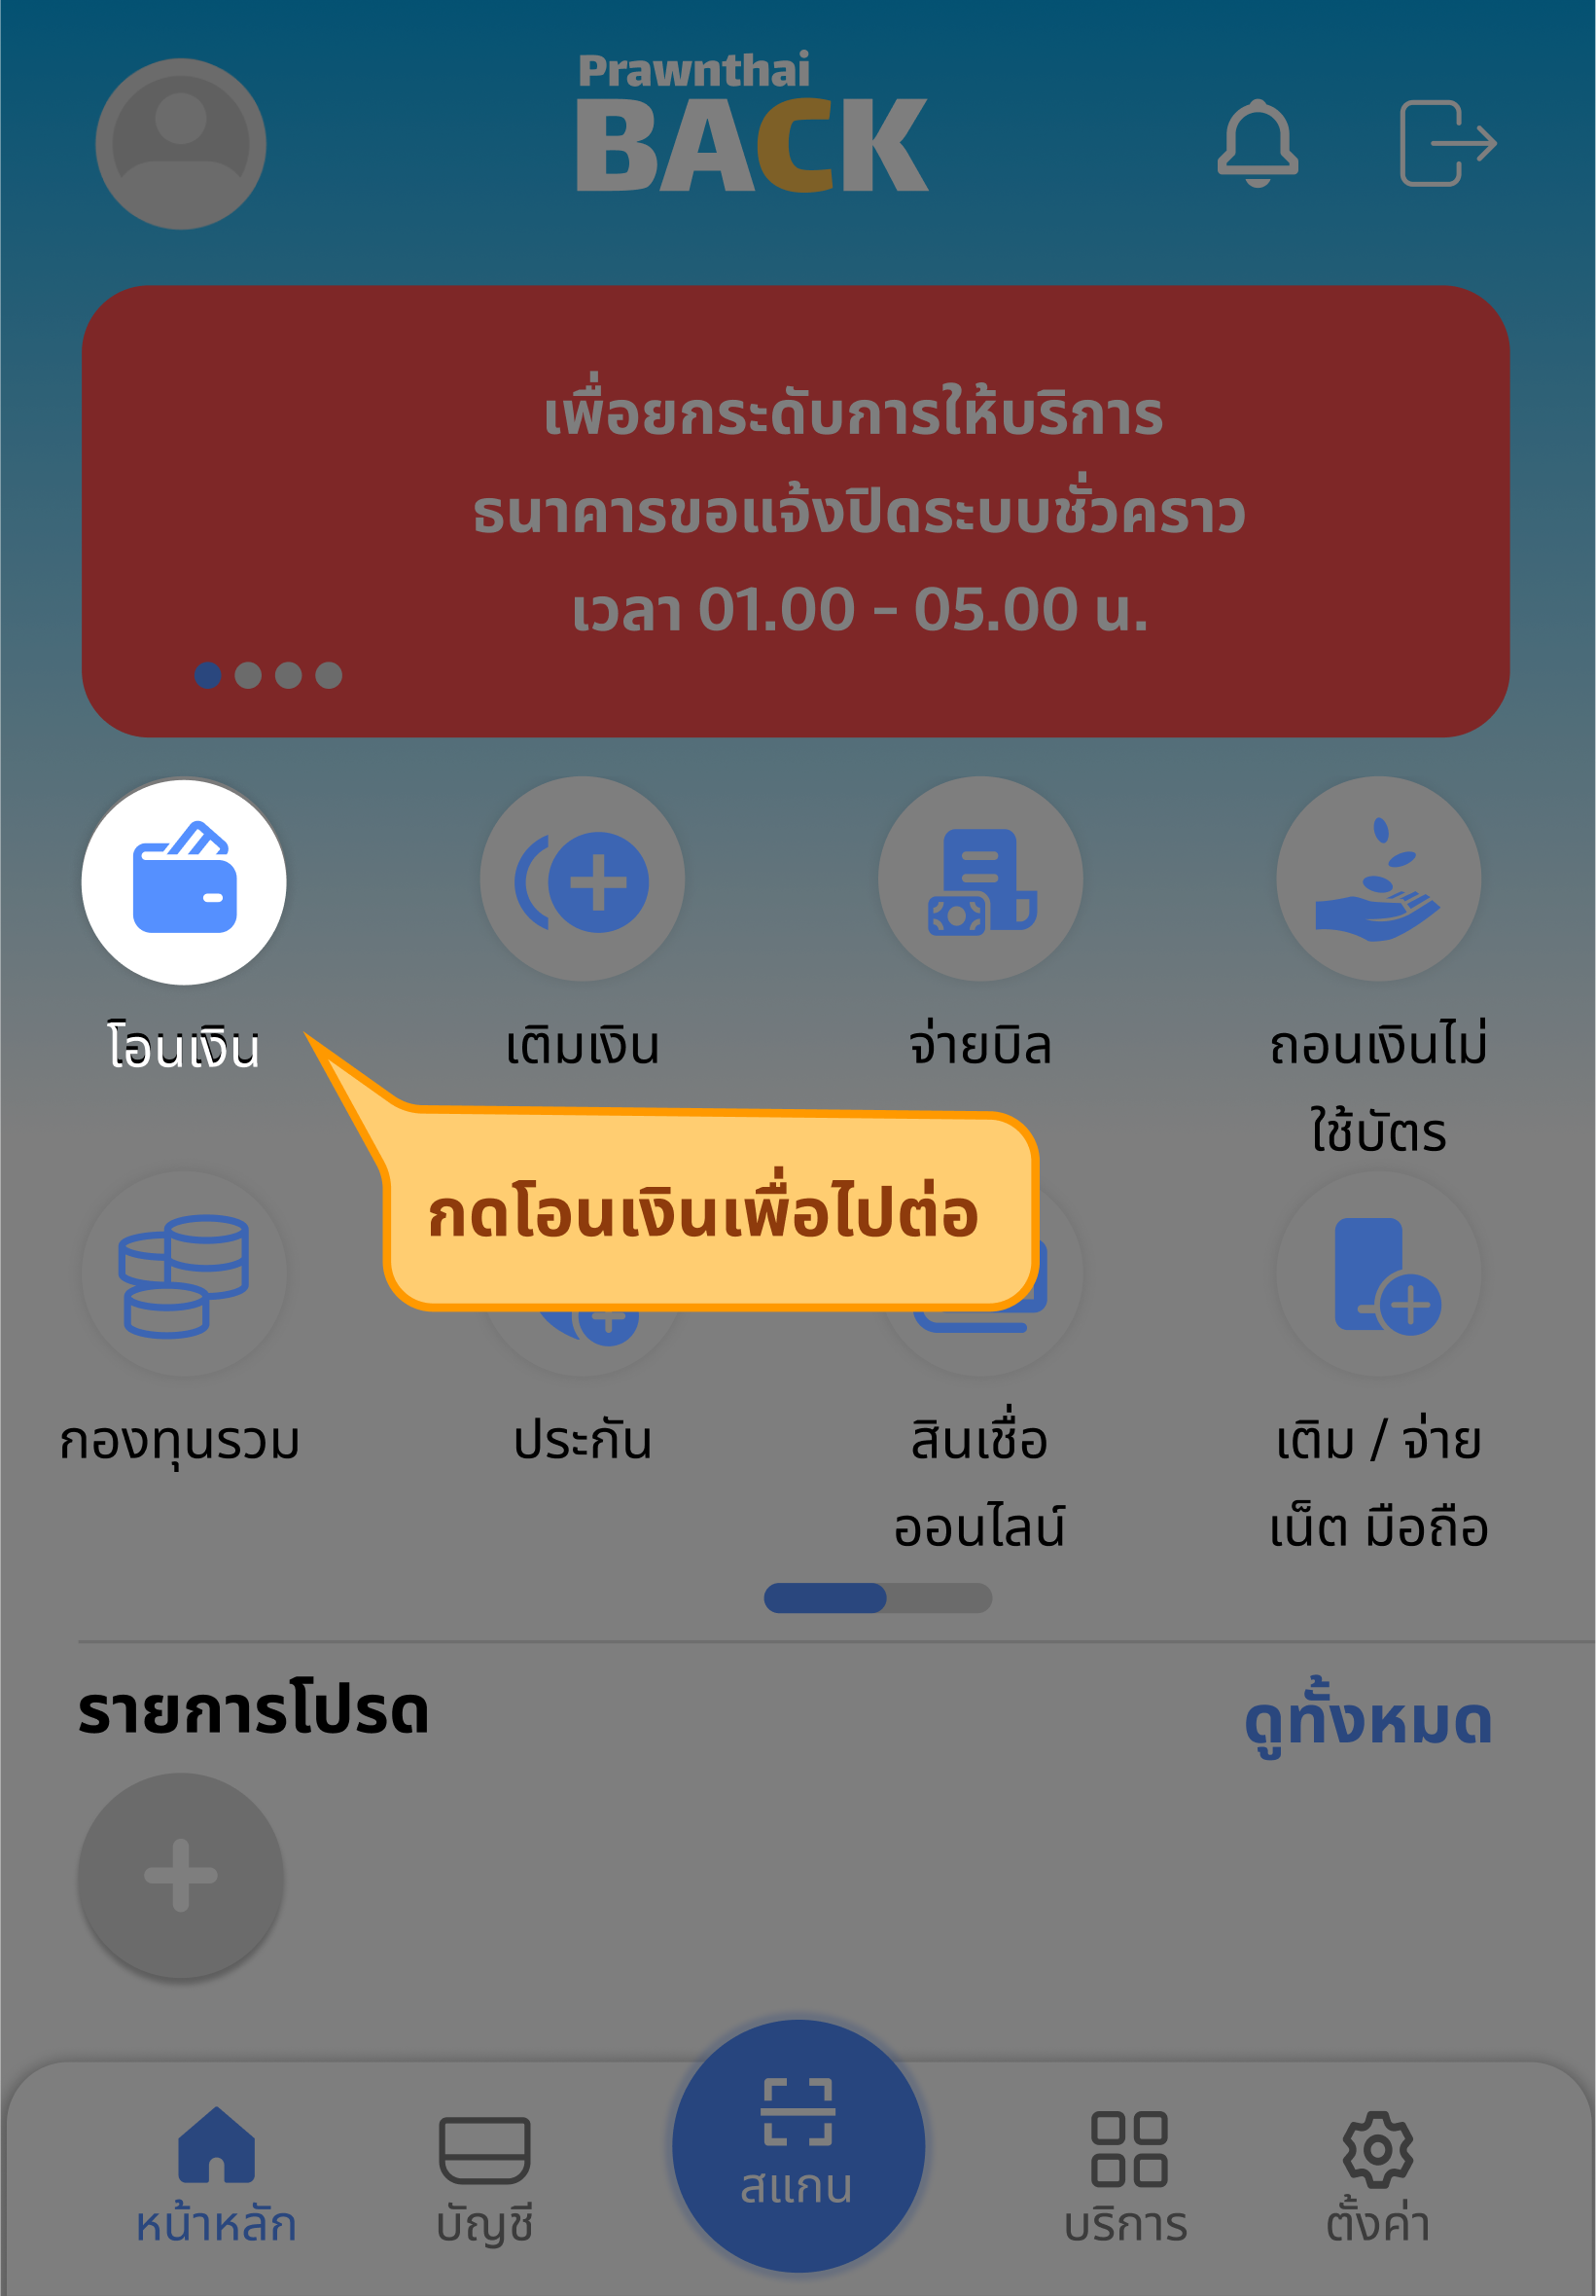 Prawnthai
BACK
เพื่อยกระดับการให้บริการ
ธนาคารขอแจ้งปิดระบบชั่วคราว
เวลา 01.00 - 05.00 น.
โอนเงิน
เติมเงิน
จ่ายบิล
ถอนเงินไม่
ใช้บัตร
กดโอนเงินเพื่อไปต่อ
กองทุนรวม
ประกัน
สินเชื่อ
ออนไลน์
เติม / จ่าย
เน็ต มือถือ
รายการโปรด
ดูทั้งหมด
หน้าหลัก
บัญชี
สแกน
บริการ
ตั้งค่า